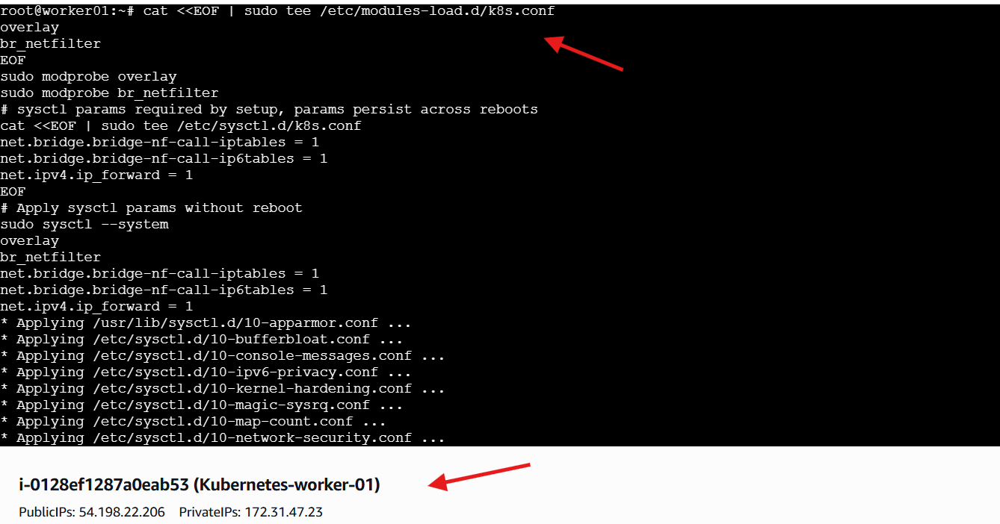 root@worker01:~# cat <<EOF | sudo tee /etc/modules-load.d/k8s.conf
overlay
br_netfilter
EOF
sudo modprobe overlay
sudo modprobe br_netfilter
# sysctl params required by setup, params persist across reboots
cat <<EOF | sudo tee /etc/sysctl.d/k8s.conf
net.bridge.bridge-nf-call-iptables = 1
net.bridge.bridge-nf-call-ip6tables = 1
net.ipv4.ip_forward = 1
EOF
# Apply sysctl params without reboot
sudo sysctl --system
overlay
br_netfilter
net.bridge.bridge-nf-call-iptables = 1
net.bridge.bridge-nf-call-ip6tables = 1
net.ipv4.ip_forward = 1
* Applying /usr/lib/sysctl.d/10-apparmor.conf ...
* Applying /etc/sysctl.d/10-bufferbloat.conf ...
* Applying /etc/sysctl.d/10-console-messages.conf ...
* Applying /etc/sysctl.d/10-ipv6-privacy.conf ...
* Applying /etc/sysctl.d/10-kernel-hardening.conf ...
* Applying /etc/sysctl.d/10-magic-sysrq.conf ...
* Applying /etc/sysctl.d/10-map-count.conf ...
* Applying /etc/sysctl.d/10-network-security.conf ...
i-0128ef1287a0eab53 (Kubernetes-worker-01)
PublicIPs: 54.198.22.206 PrivateIPs: 172.31.47.23